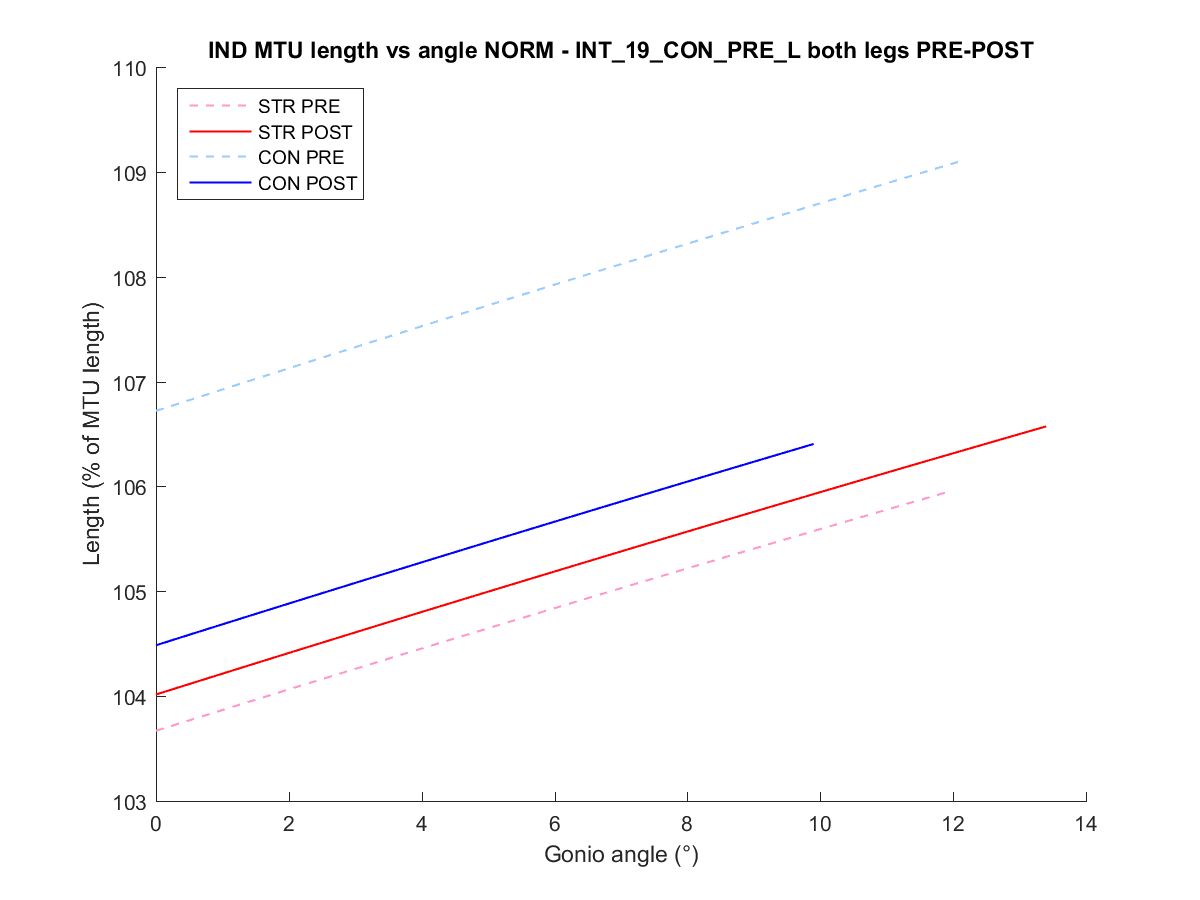 IND MTU length vs angle NORM - INT_19_CON_PRE_L both legs PRE-POST
110
109
108
107
106
105
104
103
Length (% of MTU length)
STR PRE
STR POST
CON PRE
CON POST
0 2 4 6 8 10 12 14
Gonio angle (°)